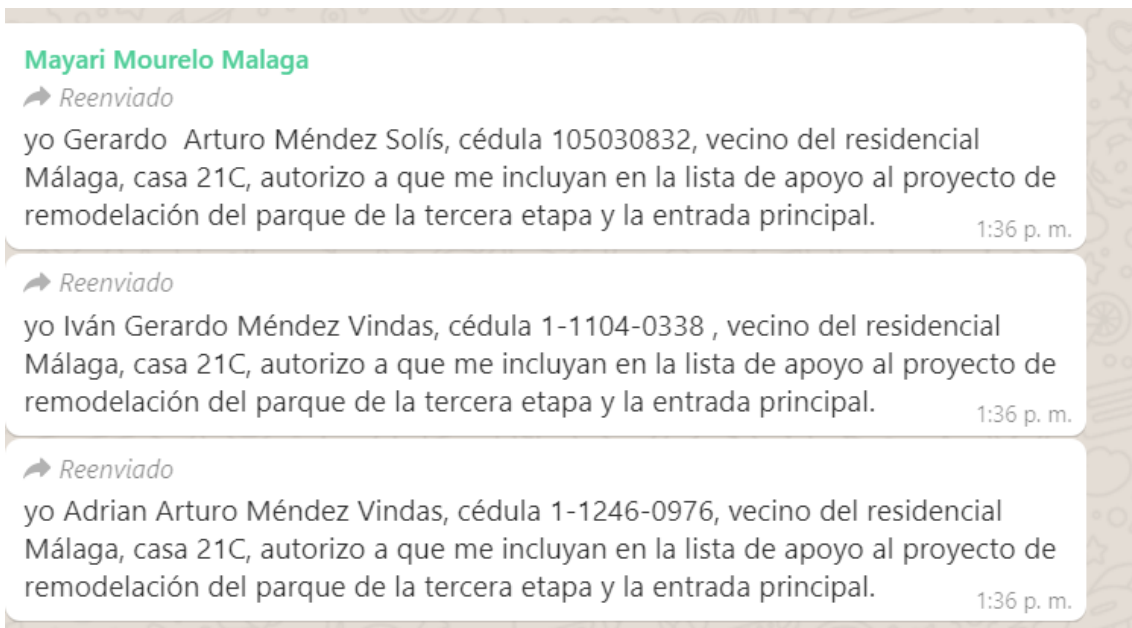 Mayari Mourelo Malaga
Reenviado
yo Gerardo  Arturo Méndez Solís, cédula 105030832, vecino del residencial
Málaga, casa 21C, autorizo a que me incluyan en la lista de apoyo al proyecto de
remodelación del parque de la tercera etapa y la entrada principal.
1:36 p. m.
Reenviado
yo Iván Gerardo Méndez Vindas, cédula 1-1104-0338 , vecino del residencial
Málaga, casa 21C, autorizo a que me incluyan en la lista de apoyo al proyecto de
remodelación del parque de la tercera etapa y la entrada principal.
1:36 p. m.
Reenviado
yo Adrian Arturo Méndez Vindas, cédula 1-1246-0976, vecino del residencial
Málaga, casa 21C, autorizo a que me incluyan en la lista de apoyo al proyecto de
remodelación del parque de la tercera etapa y la entrada principal.
1:36 p. m.